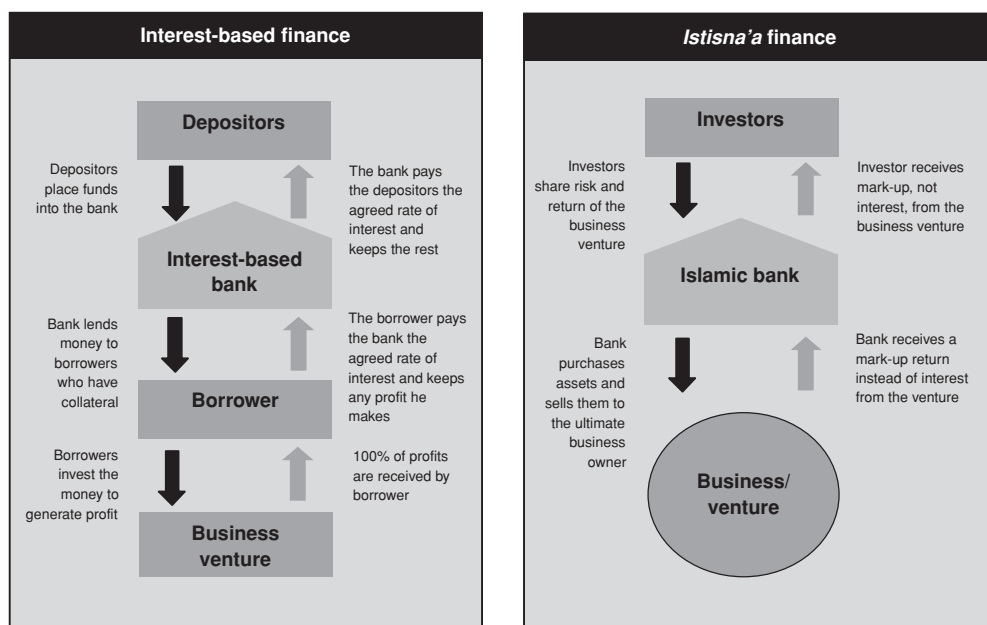 Interest-based finance
Depositors
Depositors
place funds
into the bank
The bank pays
the depositors the
agreed rate of
interest and
keeps the rest
Interest-based
bank
Bank lends
money to
borrowers
who have
collateral
The borrower pays
the bank the
agreed rate of
interest and keeps
any profit he
makes
Borrower
Borrowers
invest the
money to
generate profit
100% of profits
are received by
borrower
Business
venture
Istisna’a finance
Investors
Investors
share risk and
return of the
business
venture
Investor receives
mark-up, not
interest, from the
business venture
Islamic bank
Bank
purchases
assets and
sells them to
the ultimate
business
owner
Bank receives a
mark-up return
instead of interest
from the venture
Business/
venture